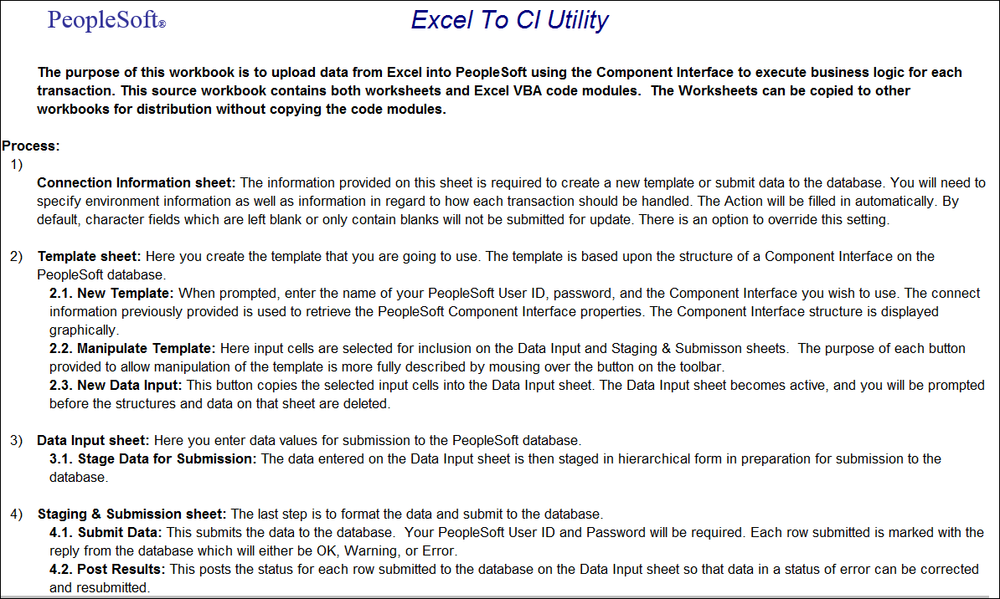 PeopleSoft®
Excel To CI Utility
The purpose of this workbook is to upload data from Excel into PeopleSoft using the Component Interface to execute business logic for each
transaction. This source workbook contains both worksheets and Excel VBA code modules.  The Worksheets can be copied to other
workbooks for distribution without copying the code modules.
Process:
1)
Connection Information sheet: The information provided on this sheet is required to create a new template or submit data to the database. You will need to
specify environment information as well as information in regard to how each transaction should be handled. The Action will be filled in automatically. By
default, character fields which are left blank or only contain blanks will not be submitted for update. There is an option to override this setting.
2) Template sheet: Here you create the template that you are going to use. The template is based upon the structure of a Component Interface on the
PeopleSoft database.
2.1. New Template: When prompted, enter the name of your PeopleSoft User ID, password, and the Component Interface you wish to use. The connect
information previously provided is used to retrieve the PeopleSoft Component Interface properties. The Component Interface structure is displayed
graphically.
2.2. Manipulate Template: Here input cells are selected for inclusion on the Data Input and Staging & Submisson sheets.  The purpose of each button
provided to allow manipulation of the template is more fully described by mousing over the button on the toolbar.
2.3. New Data Input: This button copies the selected input cells into the Data Input sheet. The Data Input sheet becomes active, and you will be prompted
before the structures and data on that sheet are deleted.
3) Data Input sheet: Here you enter data values for submission to the PeopleSoft database.
3.1. Stage Data for Submission: The data entered on the Data Input sheet is then staged in hierarchical form in preparation for submission to the
database.
4) Staging & Submission sheet: The last step is to format the data and submit to the database.
4.1. Submit Data: This submits the data to the database.  Your PeopleSoft User ID and Password will be required. Each row submitted is marked with the
reply from the database which will either be OK, Warning, or Error.
4.2. Post Results: This posts the status for each row submitted to the database on the Data Input sheet so that data in a status of error can be corrected
and resubmitted.